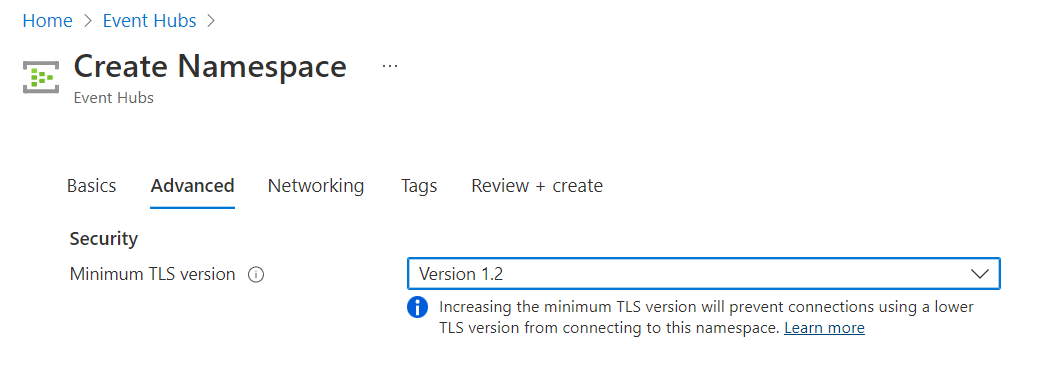 Home > Event Hubs >
Create Namespace ...
Event Hubs
Basics Advanced Networking Tags Review + create
Security
Minimum TLS version Version 1.2
Increasing the minimum TLS version will prevent connections using a lower
TLS version from connecting to this namespace. Learn more